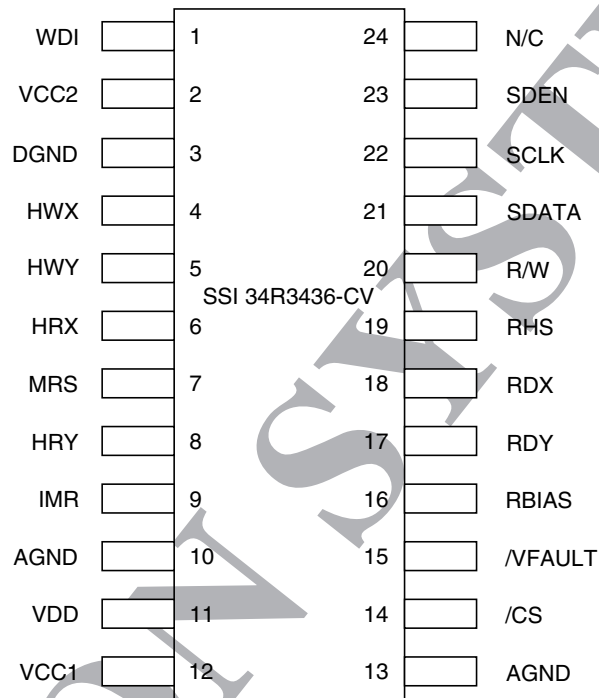 WDI 1 24 N/C
VCC2 2 23 SDEN
DGND 3 22 SCLK
HWX 4 21 SDATA
HWY 5 20 R/W
SSI 34R3436-CV
HRX 6 19 RHS
MRS 7 18 RDX
HRY 8 17 RDY
IMR 9 16 RBIAS
AGND 10 15 /VFAULT
VDD 11 14 /CS
VCC1 12 13 AGND
ON SYST